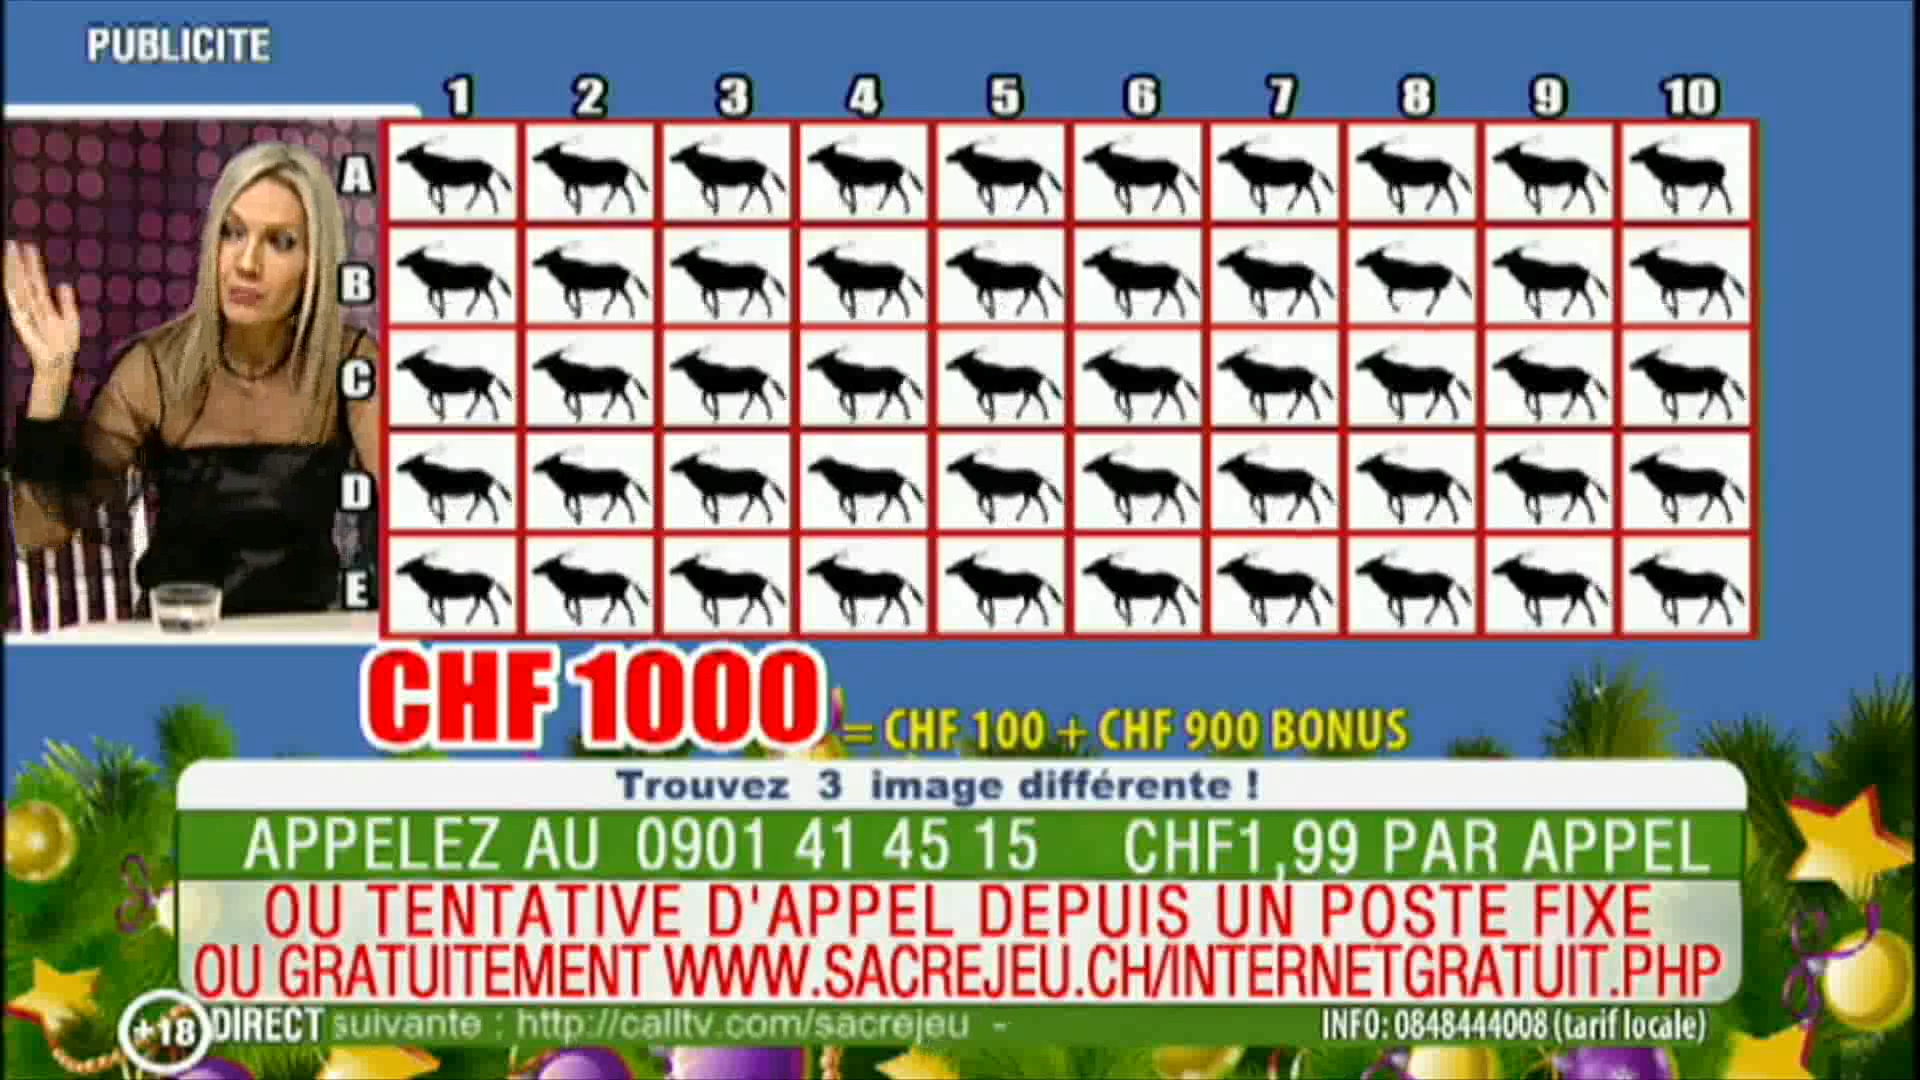 PUBLICITE
1 2 3 4 5 6 7 8 9 10
A
B
C
D
E
CHF 1000 = CHF 100 + CHF 900 BONUS
Trouvez 3 image différente !
APPELEZ AU 0901 41 45 15 CHF1,99 PAR APPEL
OU TENTATIVE D'APPEL DEPUIS UN POSTE FIXE
OU GRATUITEMENT WWW.SACREJEU.CH/INTERNETGRATUIT.PHP
+18 DIRECT suivante : http://calltv.com/sacrejeu - INFO: 0848444008 (tarif locale)